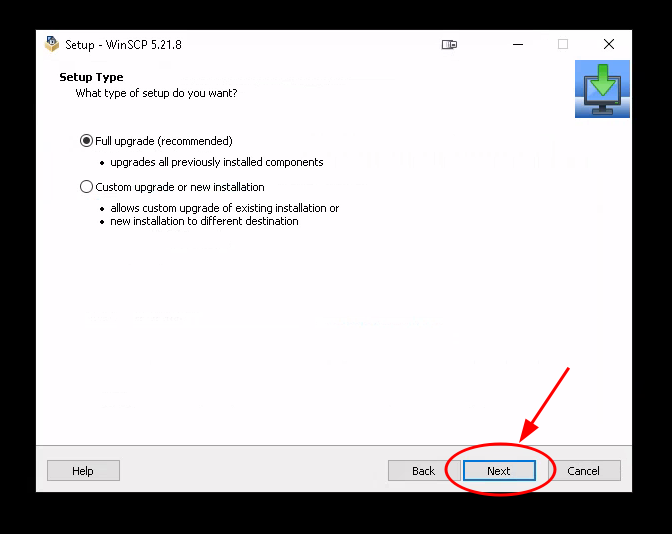 Setup - WinSCP 5.21.8
Setup Type
What type of setup do you want?
Full upgrade (recommended)
• upgrades all previously installed components
Custom upgrade or new installation
• allows custom upgrade of existing installation or
• new installation to different destination
Help
Back
Next
Cancel